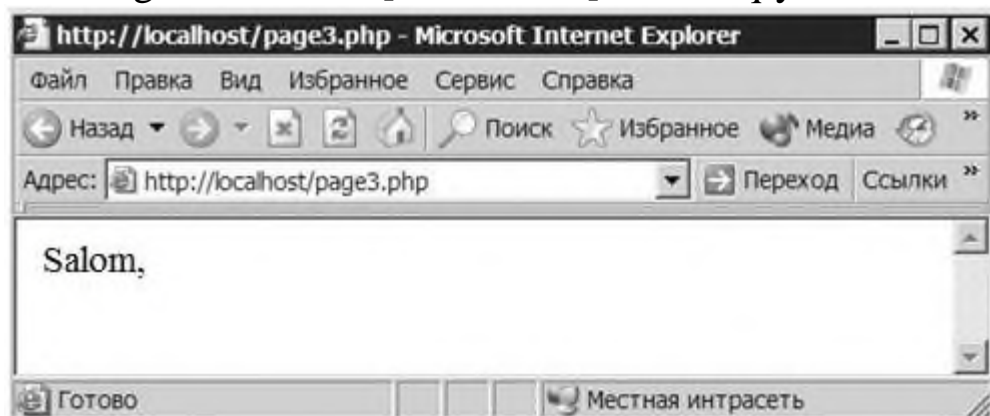 http://localhost/page3.php - Microsoft Internet Explorer
Файл Правка Вид Избранное Сервис Справка
Назад Поиск Избранное Медиа »
Адрес: http://localhost/page3.php Переход Ссылки »
Salom,
Готово Местная интрасеть